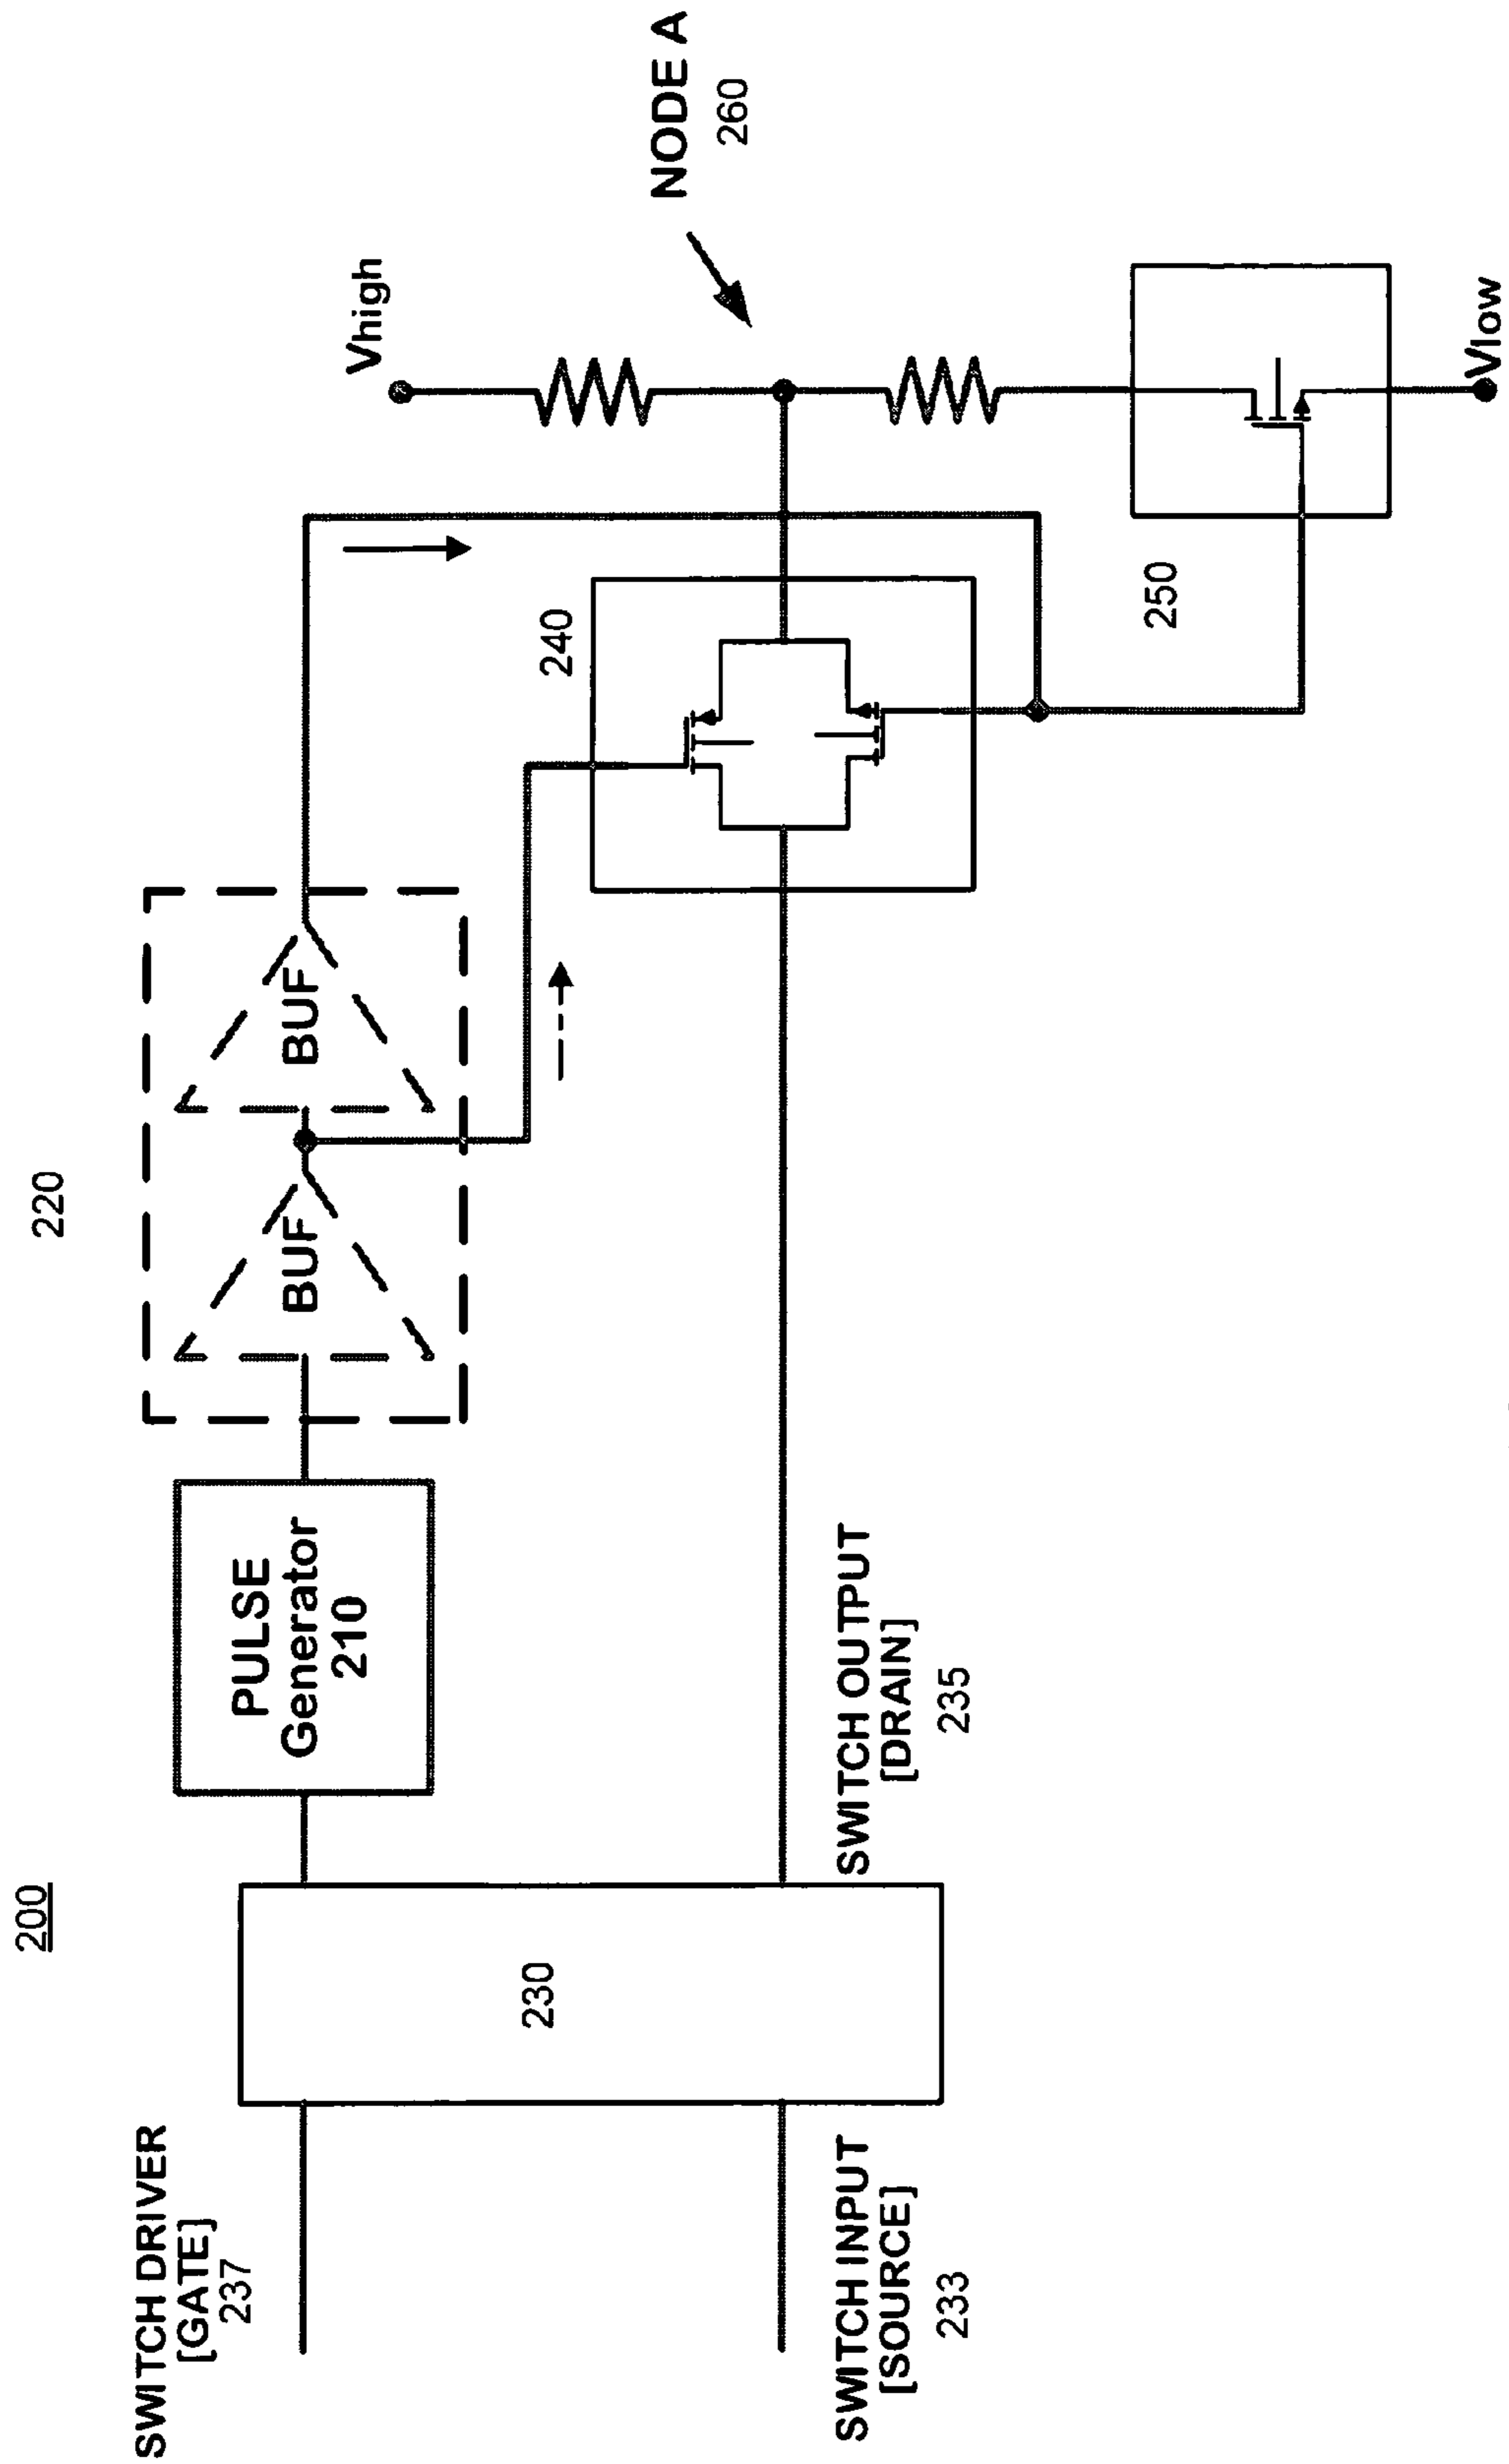 200
220
SWITCH DRIVER
[GATE]
237
PULSE
Generator
210
BUF
BUF
Vhigh
NODE A
260
230
240
SWITCH INPUT
[SOURCE]
233
SWITCH OUTPUT
[DRAIN]
235
250
Vlow